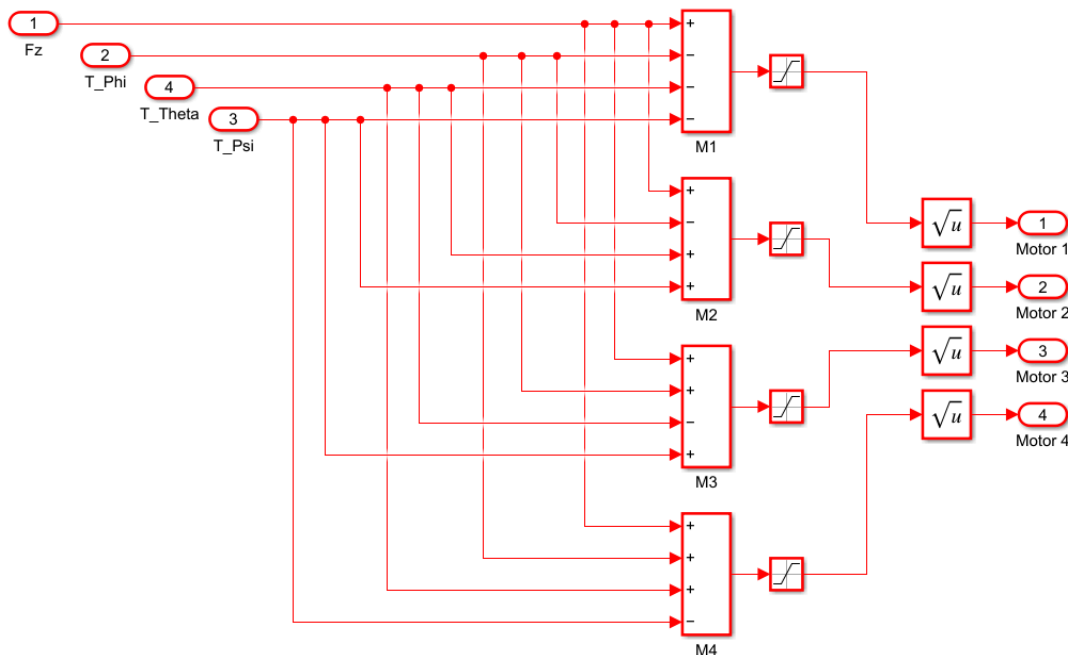 1
Fz
2
T_Phi
4
T_Theta
3
T_Psi
+
−
−
−
M1
+
−
+
+
M2
+
+
−
+
M3
+
+
+
−
M4
√u
1
Motor 1
√u
2
Motor 2
√u
3
Motor 3
√u
4
Motor 4